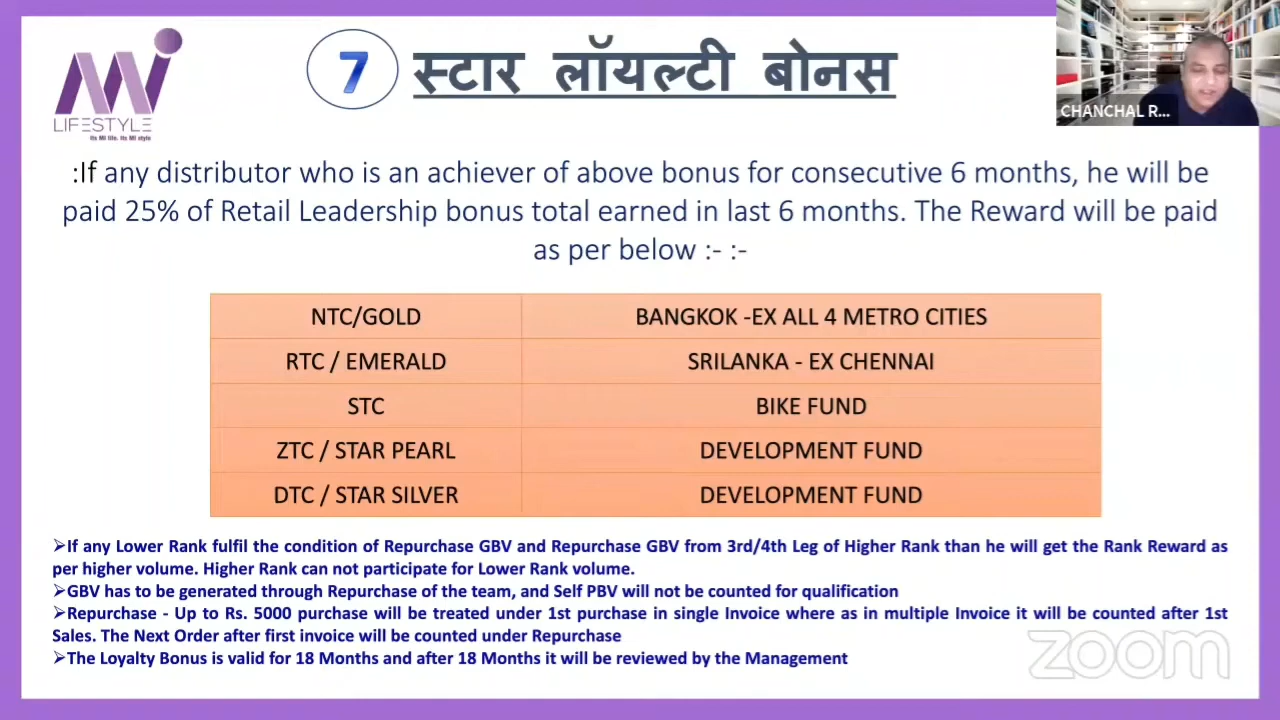 7 स्टार लॉयल्टी बोनस
LIFESTYLE
Its Mi life. Its Mi style
CHANCHAL R...
:If any distributor who is an achiever of above bonus for consecutive 6 months, he will be
paid 25% of Retail Leadership bonus total earned in last 6 months. The Reward will be paid
as per below :- :-
NTC/GOLD BANGKOK -EX ALL 4 METRO CITIES
RTC / EMERALD SRILANKA - EX CHENNAI
STC BIKE FUND
ZTC / STAR PEARL DEVELOPMENT FUND
DTC / STAR SILVER DEVELOPMENT FUND
➢If any Lower Rank fulfil the condition of Repurchase GBV and Repurchase GBV from 3rd/4th Leg of Higher Rank than he will get the Rank Reward as
per higher volume. Higher Rank can not participate for Lower Rank volume.
➢GBV has to be generated through Repurchase of the team, and Self PBV will not be counted for qualification
➢Repurchase - Up to Rs. 5000 purchase will be treated under 1st purchase in single Invoice where as in multiple Invoice it will be counted after 1st
Sales. The Next Order after first invoice will be counted under Repurchase
➢The Loyalty Bonus is valid for 18 Months and after 18 Months it will be reviewed by the Management
zoom